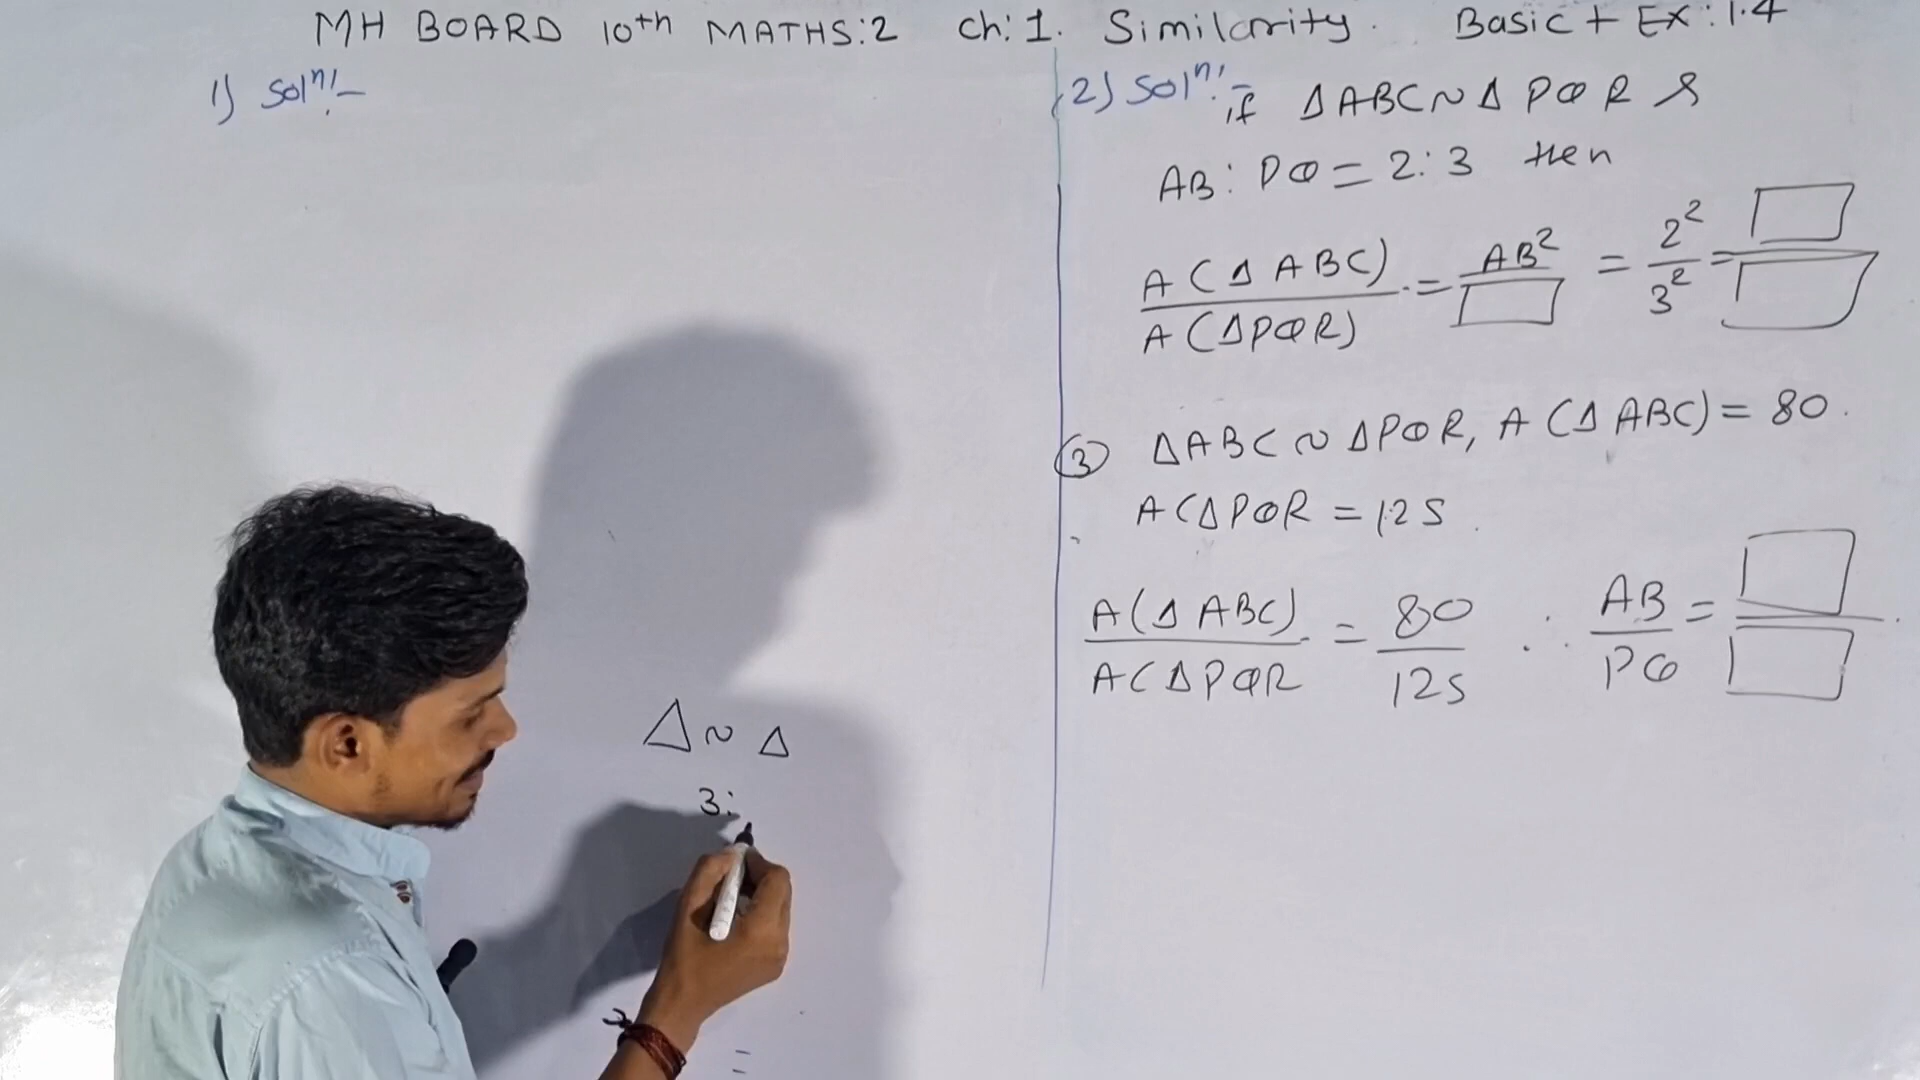 MH BOARD 10th MATHS:2 Ch:1. Similarity. Basic + EX:1.4
1) Solⁿ:-
Δ ~ Δ
3:
=
2) Solⁿ:- if Δ ABC ~ Δ PQR &
AB : PQ = 2:3 then
A(Δ ABC) / A(ΔPQR) = AB² / □ = 2² / 3² = □ / □
③ ΔABC ~ ΔPQR, A(Δ ABC) = 80.
A(ΔPQR = 125.
A(Δ ABC) / A(ΔPQR = 80 / 125 ∴ AB / PQ = □ / □.